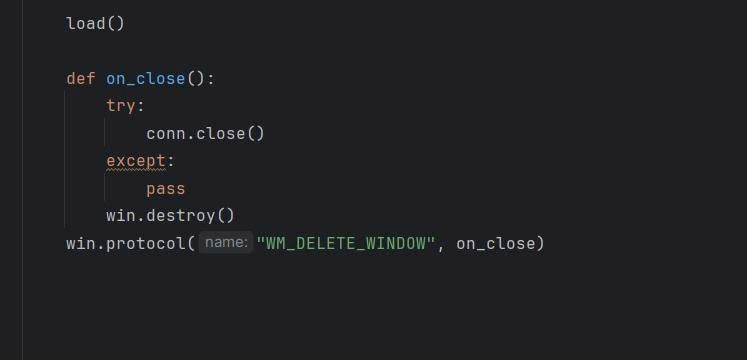 load()
def on_close():
try:
conn.close()
except:
pass
win.destroy()
win.protocol( name: "WM_DELETE_WINDOW", on_close)